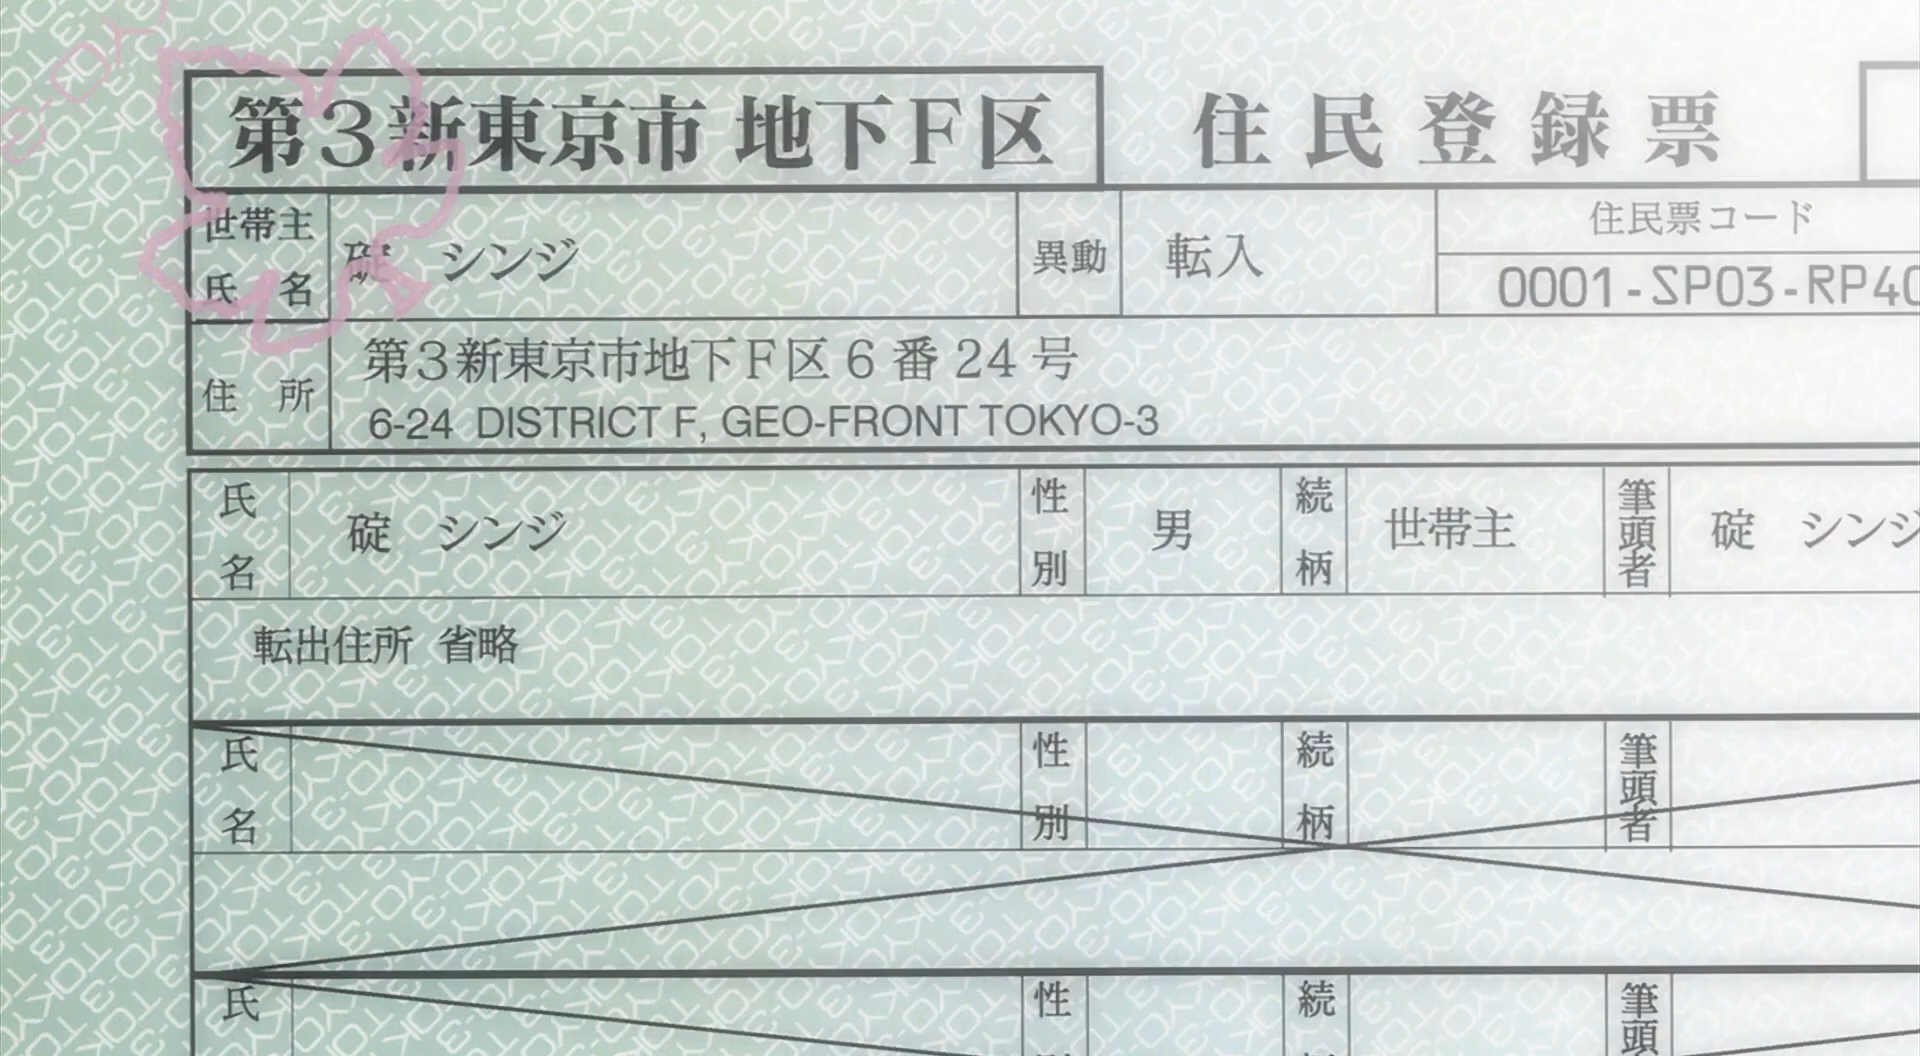 第3新東京市 地下F区 住民登録票
世帯主氏名 碇 シンジ 異動 転入 住民票コード
0001-SP03-RP40
住所 第3新東京市地下F区6番24号
6-24 DISTRICT F, GEO-FRONT TOKYO-3
氏名 碇 シンジ 性別 男 続柄 世帯主 筆頭者 碇 シンジ
転出住所 省略
氏名 性別 続柄 筆頭者
氏 性 続 筆頭